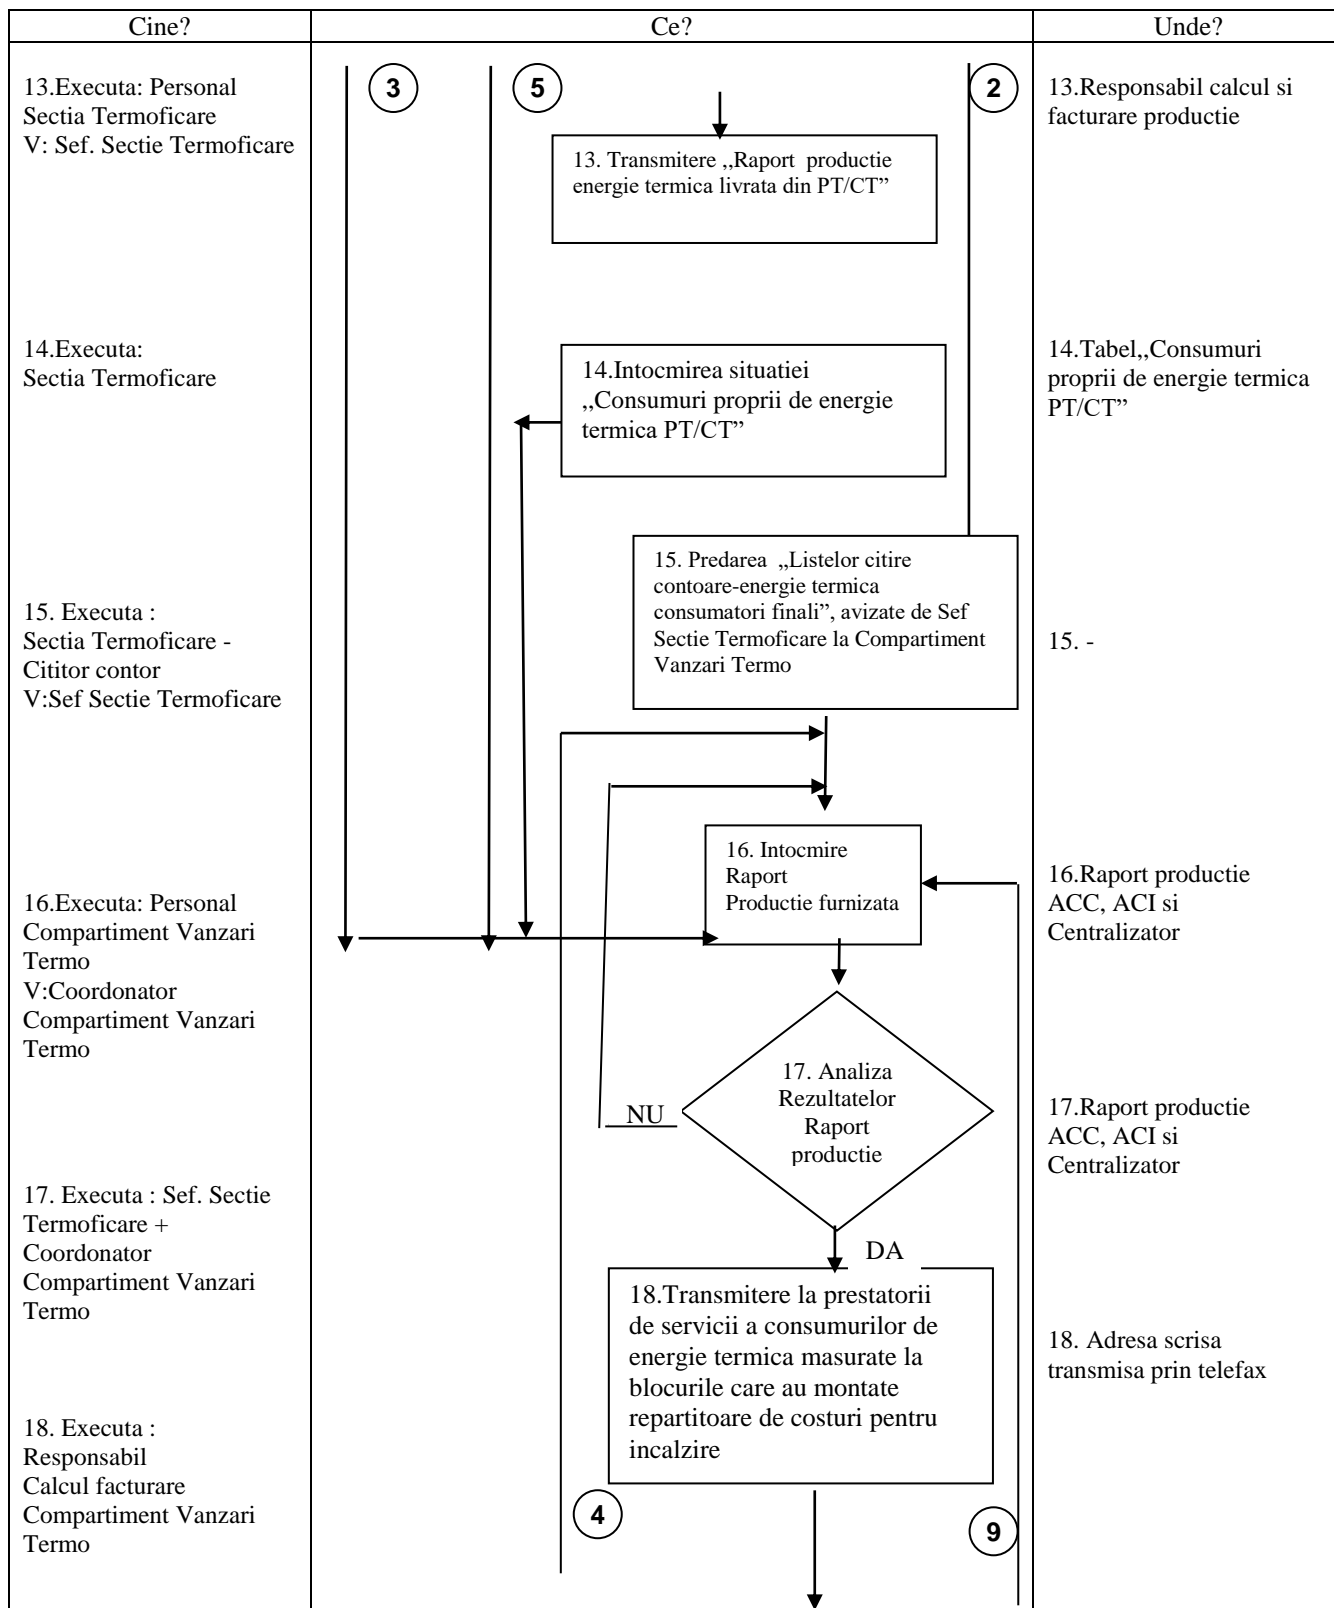 Cine?
Ce?
Unde?
13.Executa: Personal
Sectia Termoficare
V: Sef. Sectie Termoficare
3
5
2
13. Transmitere ,,Raport productie
energie termica livrata din PT/CT”
13.Responsabil calcul si
facturare productie
14.Executa:
Sectia Termoficare
14.Intocmirea situatiei
,,Consumuri proprii de energie
termica PT/CT”
14.Tabel,,Consumuri
proprii de energie termica
PT/CT”
15. Executa :
Sectia Termoficare -
Cititor contor
V:Sef Sectie Termoficare
15. Predarea „Listelor citire
contoare-energie termica
consumatori finali”, avizate de Sef
Sectie Termoficare la Compartiment
Vanzari Termo
15. -
16.Executa: Personal
Compartiment Vanzari
Termo
V:Coordonator
Compartiment Vanzari
Termo
16. Intocmire
Raport
Productie furnizata
16.Raport productie
ACC, ACI si
Centralizator
17. Executa : Sef. Sectie
Termoficare +
Coordonator
Compartiment Vanzari
Termo
17. Analiza
Rezultatelor
Raport
productie
NU
DA
17.Raport productie
ACC, ACI si
Centralizator
18. Executa :
Responsabil
Calcul facturare
Compartiment Vanzari
Termo
18.Transmitere la prestatorii
de servicii a consumurilor de
energie termica masurate la
blocurile care au montate
repartitoare de costuri pentru
incalzire
4
9
18. Adresa scrisa
transmisa prin telefax